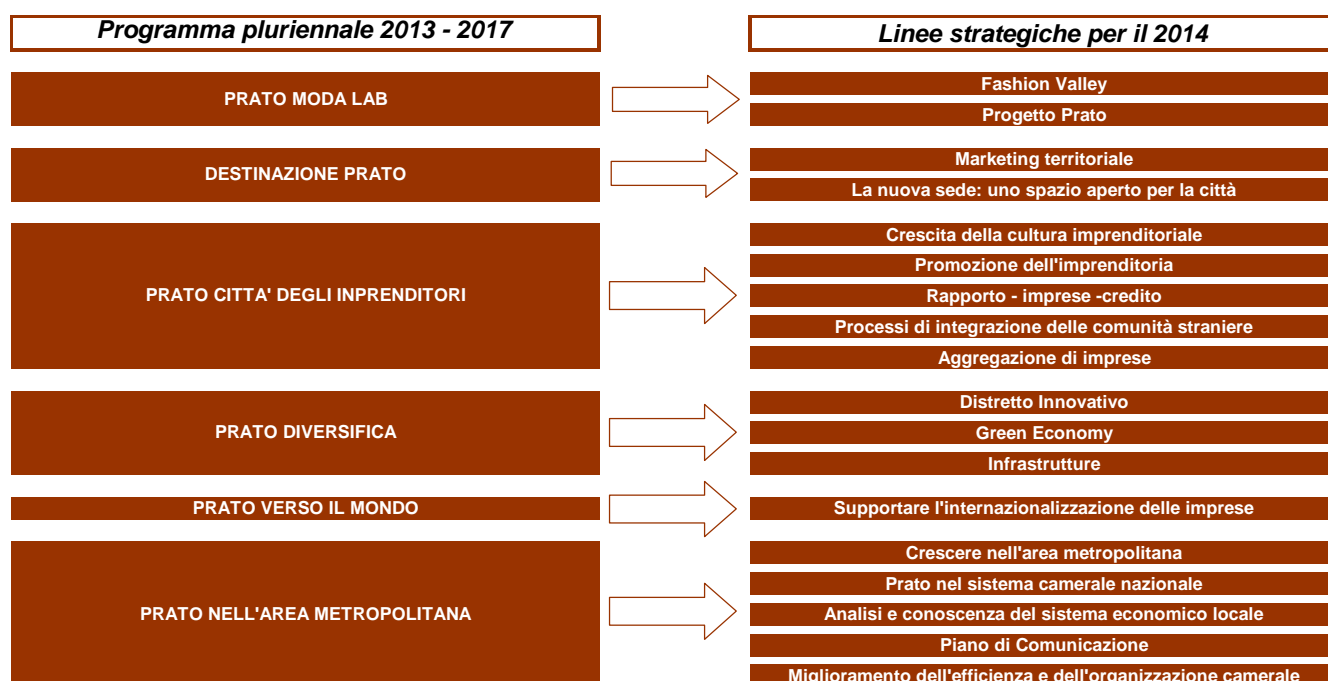 Programma pluriennale 2013 - 2017
Linee strategiche per il 2014
PRATO MODA LAB
Fashion Valley
Progetto Prato
DESTINAZIONE PRATO
Marketing territoriale
La nuova sede: uno spazio aperto per la città
PRATO CITTA' DEGLI INPRENDITORI
Crescita della cultura imprenditoriale
Promozione dell'imprenditoria
Rapporto - imprese -credito
Processi di integrazione delle comunità straniere
Aggregazione di imprese
PRATO DIVERSIFICA
Distretto Innovativo
Green Economy
Infrastrutture
PRATO VERSO IL MONDO
Supportare l'internazionalizzazione delle imprese
PRATO NELL'AREA METROPOLITANA
Crescere nell'area metropolitana
Prato nel sistema camerale nazionale
Analisi e conoscenza del sistema economico locale
Piano di Comunicazione
Miglioramento dell'efficienza e dell'organizzazione camerale